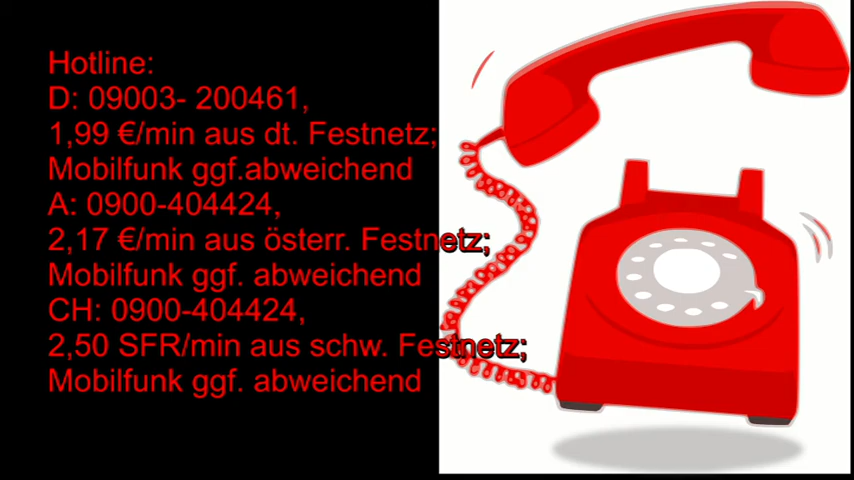 Hotline:
D: 09003- 200461,
1,99 €/min aus dt. Festnetz;
Mobilfunk ggf.abweichend
A: 0900-404424,
2,17 €/min aus österr. Festnetz;
Mobilfunk ggf. abweichend
CH: 0900-404424,
2,50 SFR/min aus schw. Festnetz;
Mobilfunk ggf. abweichend